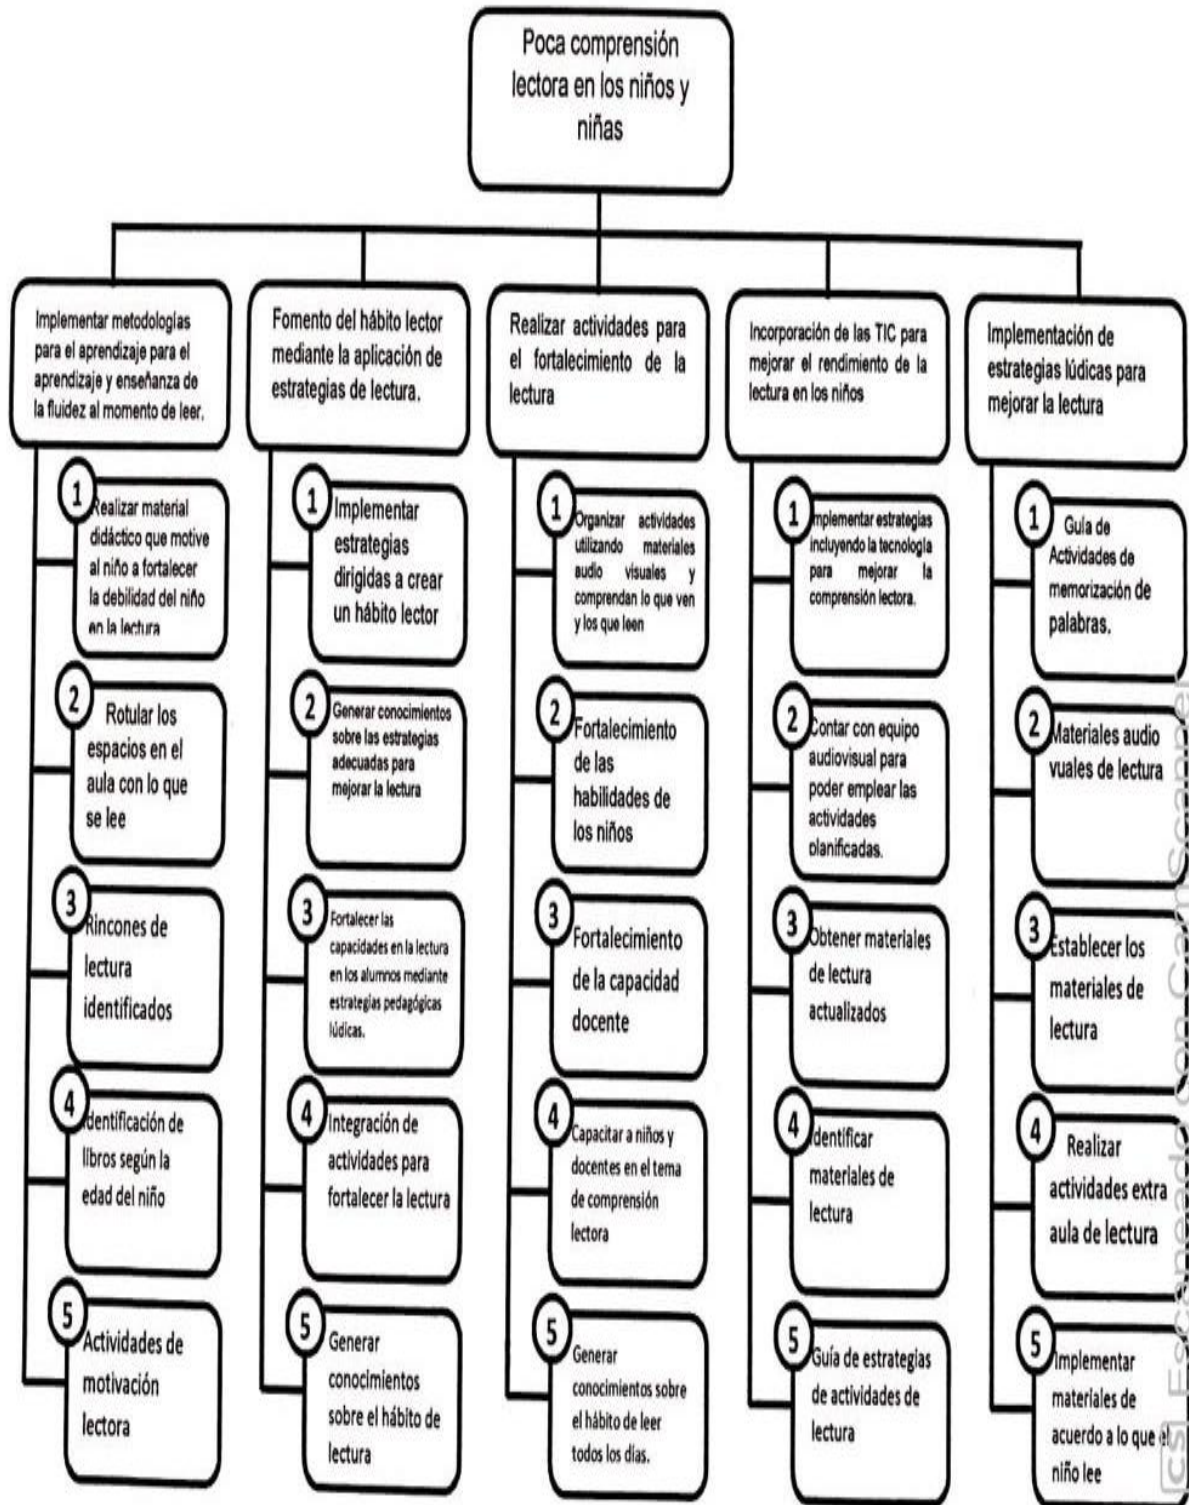 Poca comprensión
lectora en los niños y
niñas
Implementar metodologías
para el aprendizaje para el
aprendizaje y enseñanza de
la fluidez al momento de leer.
1
Realizar material
didáctico que motive
al niño a fortalecer
la debilidad del niño
en la lectura
2
Rotular los
espacios en el
aula con lo que
se lee
3
Rincones de
lectura
identificados
4
Identificación de
libros según la
edad del niño
5
Actividades de
motivación
lectora
Fomento del hábito lector
mediante la aplicación de
estrategias de lectura.
1
Implementar
estrategias
dirigidas a crear
un hábito lector
2
Generar conocimientos
sobre las estrategias
adecuadas para
mejorar la lectura
3
Fortalecer las
capacidades en la lectura
en los alumnos mediante
estrategias pedagógicas
lúdicas.
4
Integración de
actividades para
fortalecer la lectura
5
Generar
conocimientos
sobre el hábito de
lectura
Realizar actividades para
el fortalecimiento de la
lectura
1
Organizar actividades
utilizando materiales
audio visuales y
comprendan lo que ven
y los que leen
2
Fortalecimiento
de las
habilidades de
los niños
3
Fortalecimiento
de la capacidad
docente
4
Capacitar a niños y
docentes en el tema
de comprensión
lectora
5
Generar
conocimientos sobre
el hábito de leer
todos los días.
Incorporación de las TIC para
mejorar el rendimiento de la
lectura en los niños
1
Implementar estrategias
incluyendo la tecnología
para mejorar la
comprensión lectora.
2
Contar con equipo
audiovisual para
poder emplear las
actividades
planificadas.
3
Obtener materiales
de lectura
actualizados
4
Identificar
materiales de
lectura
5
Guía de estrategias
de actividades de
lectura
Implementación de
estrategias lúdicas para
mejorar la lectura
1
Guía de
Actividades de
memorización de
palabras.
2
Materiales audio
vuales de lectura
3
Establecer los
materiales de
lectura
4
Realizar
actividades extra
aula de lectura
5
Implementar
materiales de
acuerdo a lo que el
niño lee
CS Escaneado con CamScanner